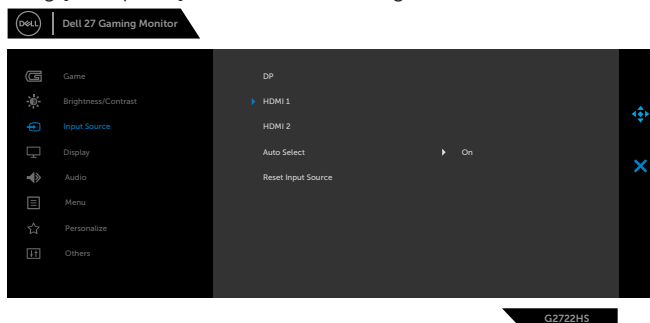 DELL Dell 27 Gaming Monitor
Game DP
Brightness/Contrast HDMI 1
Input Source HDMI 2
Display Auto Select On
Audio Reset Input Source
Menu
Personalize
Others
G2722HS